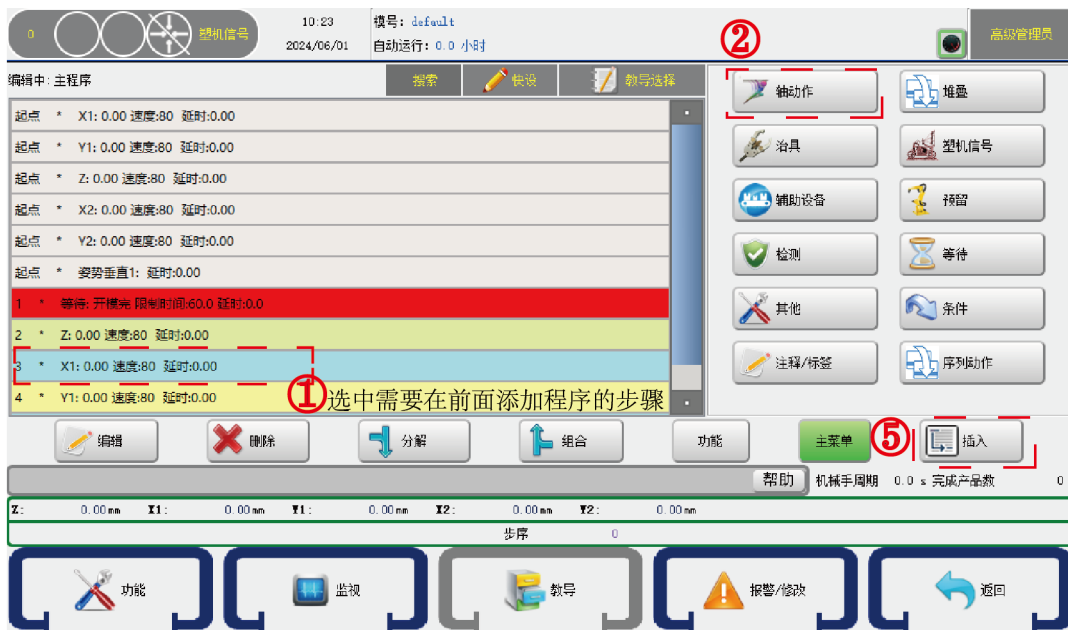 0 塑机信号 10:23 模号: default 高级管理员
2024/06/01 自动运行: 0.0 小时
②
编辑中:主程序 搜索 快设 教导选择
起点 * X1: 0.00 速度:80 延时:0.00
起点 * Y1: 0.00 速度:80 延时:0.00
起点 * Z: 0.00 速度:80 延时:0.00
起点 * X2: 0.00 速度:80 延时:0.00
起点 * Y2: 0.00 速度:80 延时:0.00
起点 * 姿势垂直1: 延时:0.00
1 * 等待: 开模完 限制时间:60.0 延时:0.0
2 * Z: 0.00 速度:80 延时:0.00
3 * X1: 0.00 速度:80 延时:0.00
4 * Y1: 0.00 速度:80 延时:0.00
①选中需要在前面添加程序的步骤
轴动作 堆叠
治具 塑机信号
辅助设备 预留
检测 等待
其他 条件
注释/标签 序列动作
编辑 删除 分解 组合 功能 主菜单 ⑤ 插入
帮助 机械手周期 0.0 s 完成产品数 0
Z: 0.00mm X1: 0.00mm Y1: 0.00mm X2: 0.00mm Y2: 0.00mm
步序 0
功能 监视 教导 报警/修改 返回